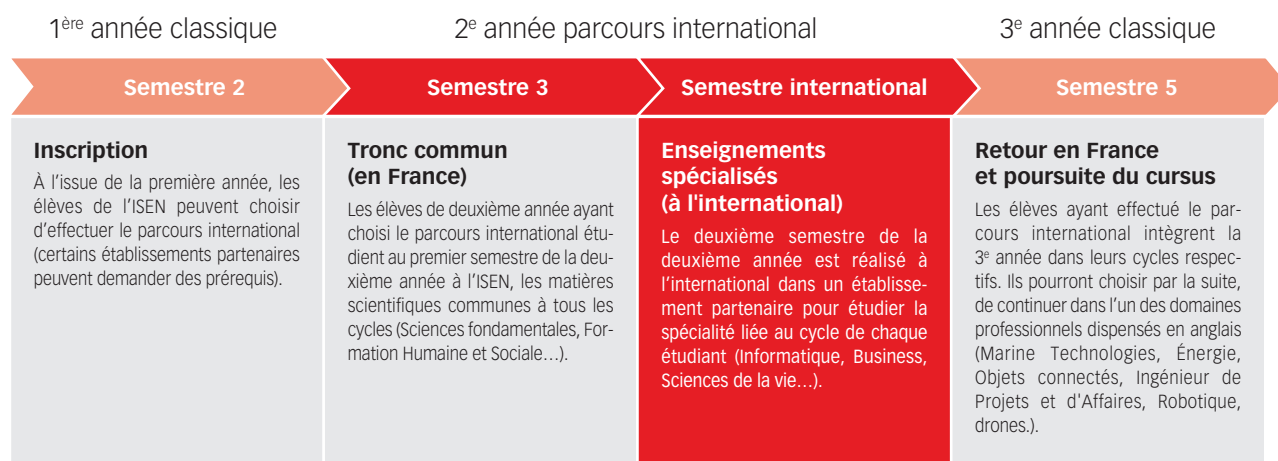 1ère année classique
2e année parcours international
3e année classique
Semestre 2
Semestre 3
Semestre international
Semestre 5
Inscription
À l'issue de la première année, les
élèves de l'ISEN peuvent choisir
d'effectuer le parcours international
(certains établissements partenaires
peuvent demander des prérequis).
Tronc commun
(en France)
Les élèves de deuxième année ayant
choisi le parcours international étu-
dient au premier semestre de la deu-
xième année à l'ISEN, les matières
scientifiques communes à tous les
cycles (Sciences fondamentales, For-
mation Humaine et Sociale…).
Enseignements
spécialisés
(à l'international)
Le deuxième semestre de la
deuxième année est réalisé à
l'international dans un établisse-
ment partenaire pour étudier la
spécialité liée au cycle de chaque
étudiant (Informatique, Business,
Sciences de la vie…).
Retour en France
et poursuite du cursus
Les élèves ayant effectué le par-
cours international intègrent la
3e année dans leurs cycles respec-
tifs. Ils pourront choisir par la suite,
de continuer dans l'un des domaines
professionnels dispensés en anglais
(Marine Technologies, Énergie,
Objets connectés, Ingénieur de
Projets et d'Affaires, Robotique,
drones.).